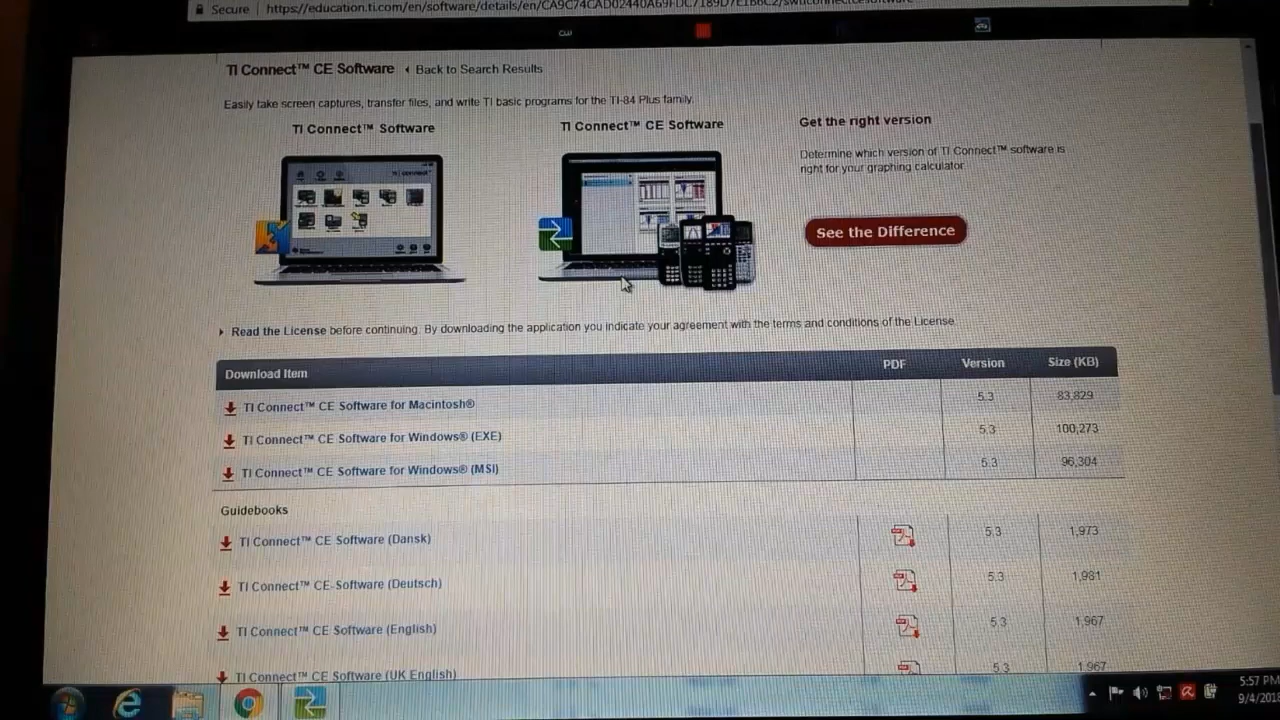 Secure
TI Connect™ CE Software Back to Search Results
Easily take screen captures, transfer files, and write TI basic programs for the TI-84 Plus family.
TI Connect™ Software
TI Connect™ CE Software
Get the right version
Determine which version of TI Connect™ software is
right for your graphing calculator
See the Difference
Read the License before continuing. By downloading the application you indicate your agreement with the terms and conditions of the License.
Download Item PDF Version Size (KB)
TI Connect™ CE Software for Macintosh® 5.3 83,829
TI Connect™ CE Software for Windows® (EXE) 5.3 100,273
TI Connect™ CE Software for Windows® (MSI) 5.3 96,304
Guidebooks
TI Connect™ CE Software (Dansk) 5.3 1,973
TI Connect™ CE Software (Deutsch) 5.3 1,981
TI Connect™ CE Software (English) 5.3 1,967
TI Connect™ CE Software (UK English) 5.3 1,967
5:57 PM